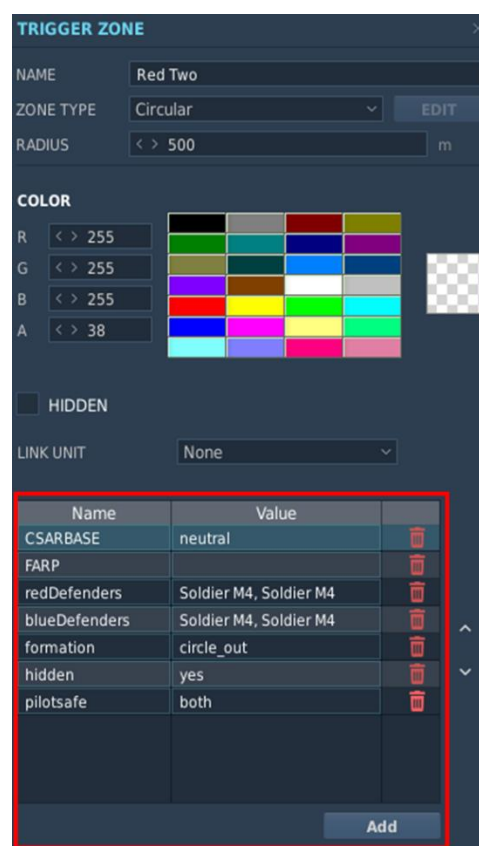 TRIGGER ZONE
NAME Red Two
ZONE TYPE Circular EDIT
RADIUS < > 500 m
COLOR
R < > 255
G < > 255
B < > 255
A < > 38
HIDDEN
LINK UNIT None
Name Value
CSARBASE neutral
FARP
redDefenders Soldier M4, Soldier M4
blueDefenders Soldier M4, Soldier M4
formation circle_out
hidden yes
pilotsafe both
Add